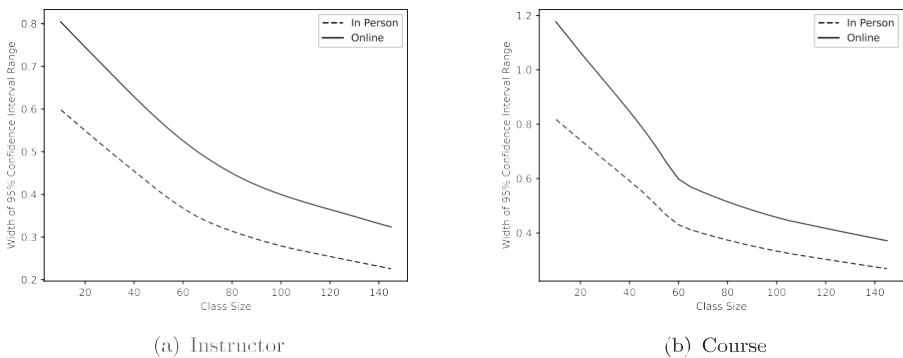 In Person
Online
Width of 95% Confidence Interval Range
0.8
0.7
0.6
0.5
0.4
0.3
0.2
20 40 60 80 100 120 140
Class Size
(a) Instructor
In Person
Online
Width of 95% Confidence Interval Range
1.2
1.0
0.8
0.6
0.4
20 40 60 80 100 120 140
Class Size
(b) Course